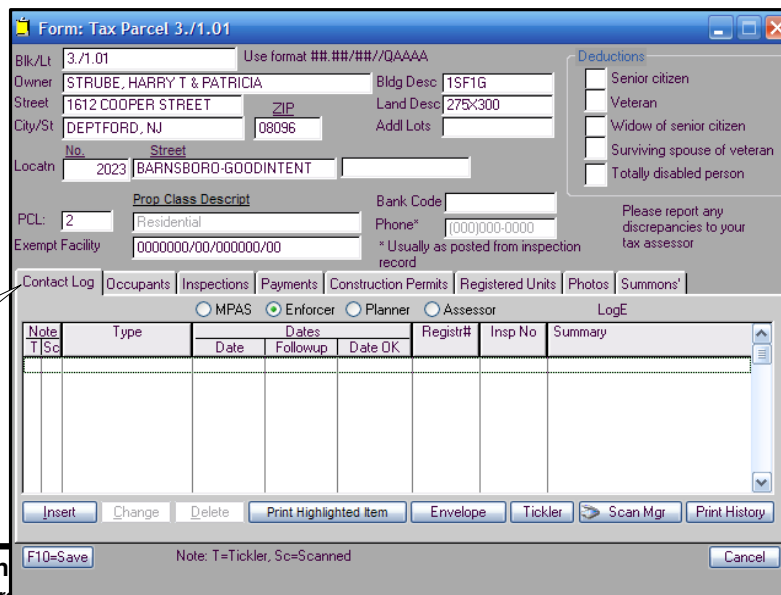 Form: Tax Parcel 3./1.01
Blk/Lt 3./1.01 Use format ##.##/##//QAAAA Deductions
Owner STRUBE, HARRY T & PATRICIA Bldg Desc 1SF1G Senior citizen
Street 1612 COOPER STREET ZIP Land Desc 275X300 Veteran
City/St DEPTFORD, NJ 08096 Addl Lots Widow of senior citizen
No. Street Surviving spouse of veteran
Locatn 2023 BARNSBORO-GOODINTENT Totally disabled person
Prop Class Descript Bank Code Please report any
PCL: 2 Residential Phone* (000)000-0000 discrepancies to your
Exempt Facility 0000000/00/000000/00 * Usually as posted from inspection tax assessor
record
Contact Log Occupants Inspections Payments Construction Permits Registered Units Photos Summons'
MPAS Enforcer Planner Assessor LogE
Note Type Dates Registr# Insp No Summary
T Sc Date Followup Date OK
Insert Change Delete Print Highlighted Item Envelope Tickler Scan Mgr Print History
F10=Save Note: T=Tickler, Sc=Scanned Cancel